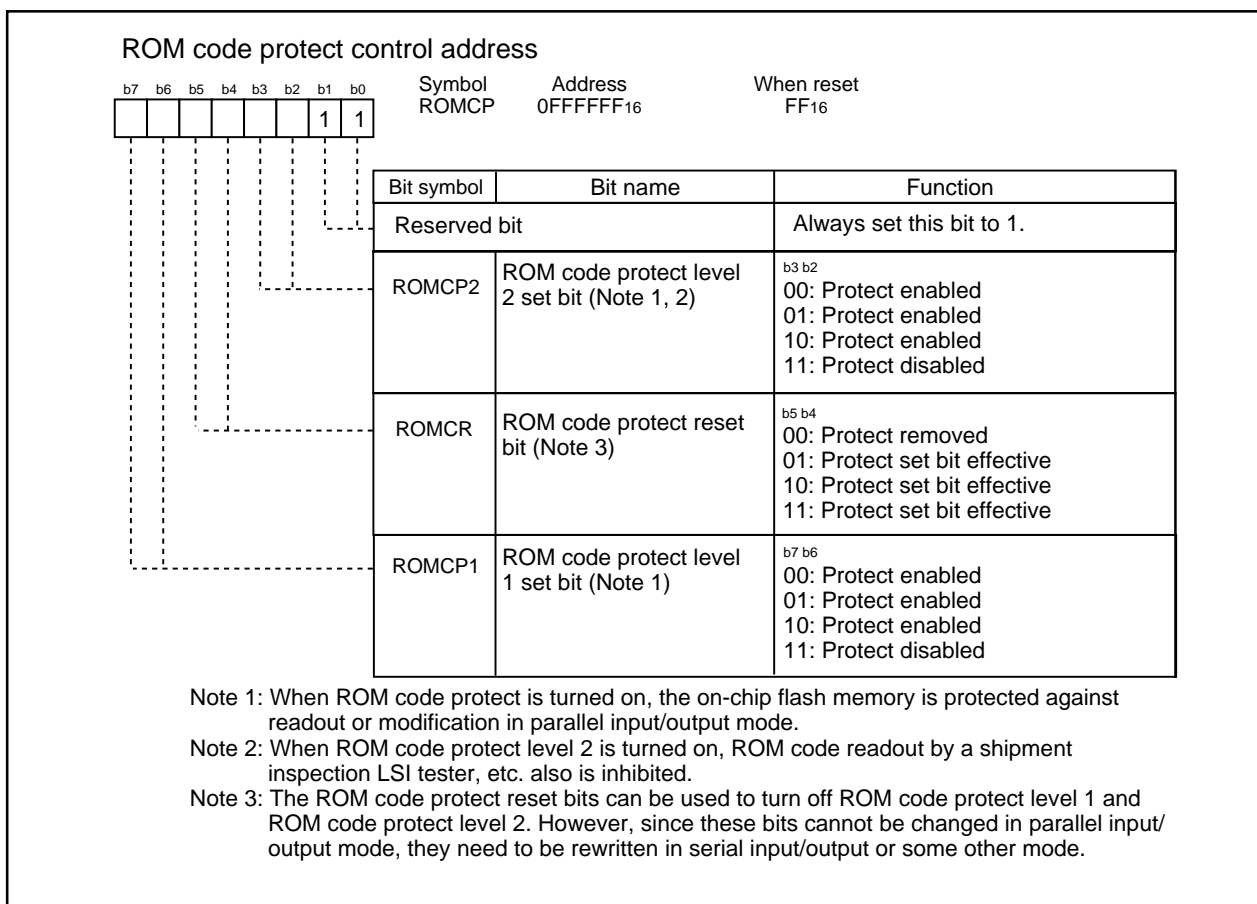 ROM code protect control address
b7 b6 b5 b4 b3 b2 b1 b0
1 1
Symbol Address When reset
ROMCP 0FFFFFF16 FF16
Bit symbol Bit name Function
Reserved bit Always set this bit to 1.
ROMCP2
ROM code protect level
2 set bit (Note 1, 2)
b3 b2
00: Protect enabled
01: Protect enabled
10: Protect enabled
11: Protect disabled
ROMCR
ROM code protect reset
bit (Note 3)
b5 b4
00: Protect removed
01: Protect set bit effective
10: Protect set bit effective
11: Protect set bit effective
ROMCP1
ROM code protect level
1 set bit (Note 1)
b7 b6
00: Protect enabled
01: Protect enabled
10: Protect enabled
11: Protect disabled
Note 1: When ROM code protect is turned on, the on-chip flash memory is protected against
readout or modification in parallel input/output mode.
Note 2: When ROM code protect level 2 is turned on, ROM code readout by a shipment
inspection LSI tester, etc. also is inhibited.
Note 3: The ROM code protect reset bits can be used to turn off ROM code protect level 1 and
ROM code protect level 2. However, since these bits cannot be changed in parallel input/
output mode, they need to be rewritten in serial input/output or some other mode.